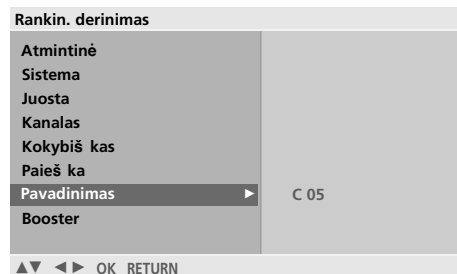 Rankin. derinimas
Atmintinė
Sistema
Juosta
Kanalas
Kokybiš kas
Paieš ka
Pavadinimas ► C 05
Booster
▲▼ ◄► OK RETURN